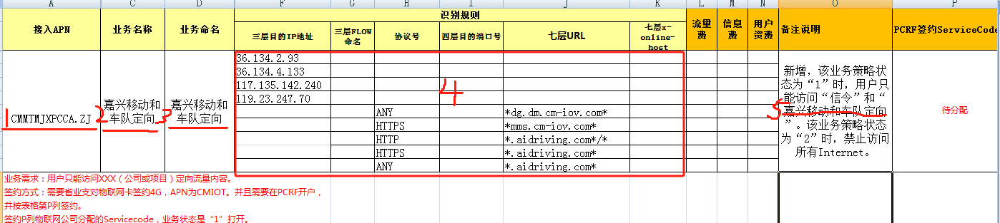 A C D F G H I J K L M N O P
接入APN 业务名称 业务命名 识别规则 流量费 信息费 用户资费 备注说明 PCRF签约ServiceCode
三层目的IP地址 三层FLOW命名 协议号 四层目的端口号 七层URL 七层x-online-host
36.134.2.93
36.134.4.133
117.135.142.240
119.23.247.70
ANY *dg.dm.cm-iov.com*
HTTPS *mms.cm-iov.com*
HTTP *.aidriving.com*/*
HTTPS *.aidriving.com*
ANY *.aidriving.com*
1 CMMTMJXPCCA.ZJ
2 嘉兴移动和
车队定向
3 嘉兴移动和
车队定向
4
新增，该业务策略状
态为“1”时，用户只
能访问“信令”和“
5 嘉兴移动和车队定向
”。该业务策略状态
为“2”时，禁止访问
所有Internet。
待分配
业务需求：用户只能访问XXX（公司或项目）定向流量内容。
签约方式：需要省业支对物联网卡签约4G，APN为CMIOT。并且需要在PCRF开户，
并按表格第P列签约。
签约P列物联网公司分配的Servicecode，业务状态是“1”打开。